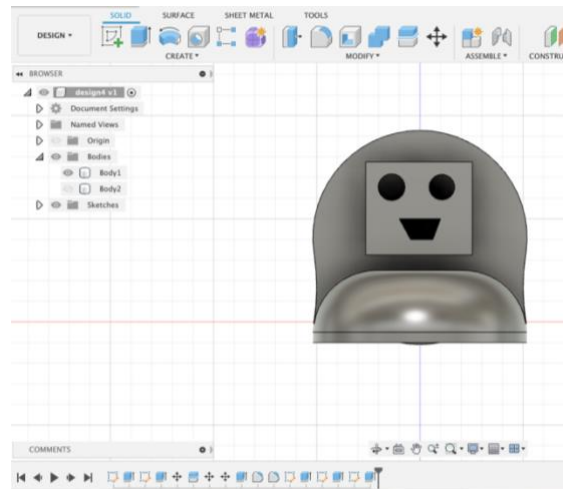 SOLID SURFACE SHEET METAL TOOLS
DESIGN ▾
CREATE ▾ MODIFY ▾ ASSEMBLE ▾ CONSTRU
BROWSER
design4 v1
Document Settings
Named Views
Origin
Bodies
Body1
Body2
Sketches
COMMENTS